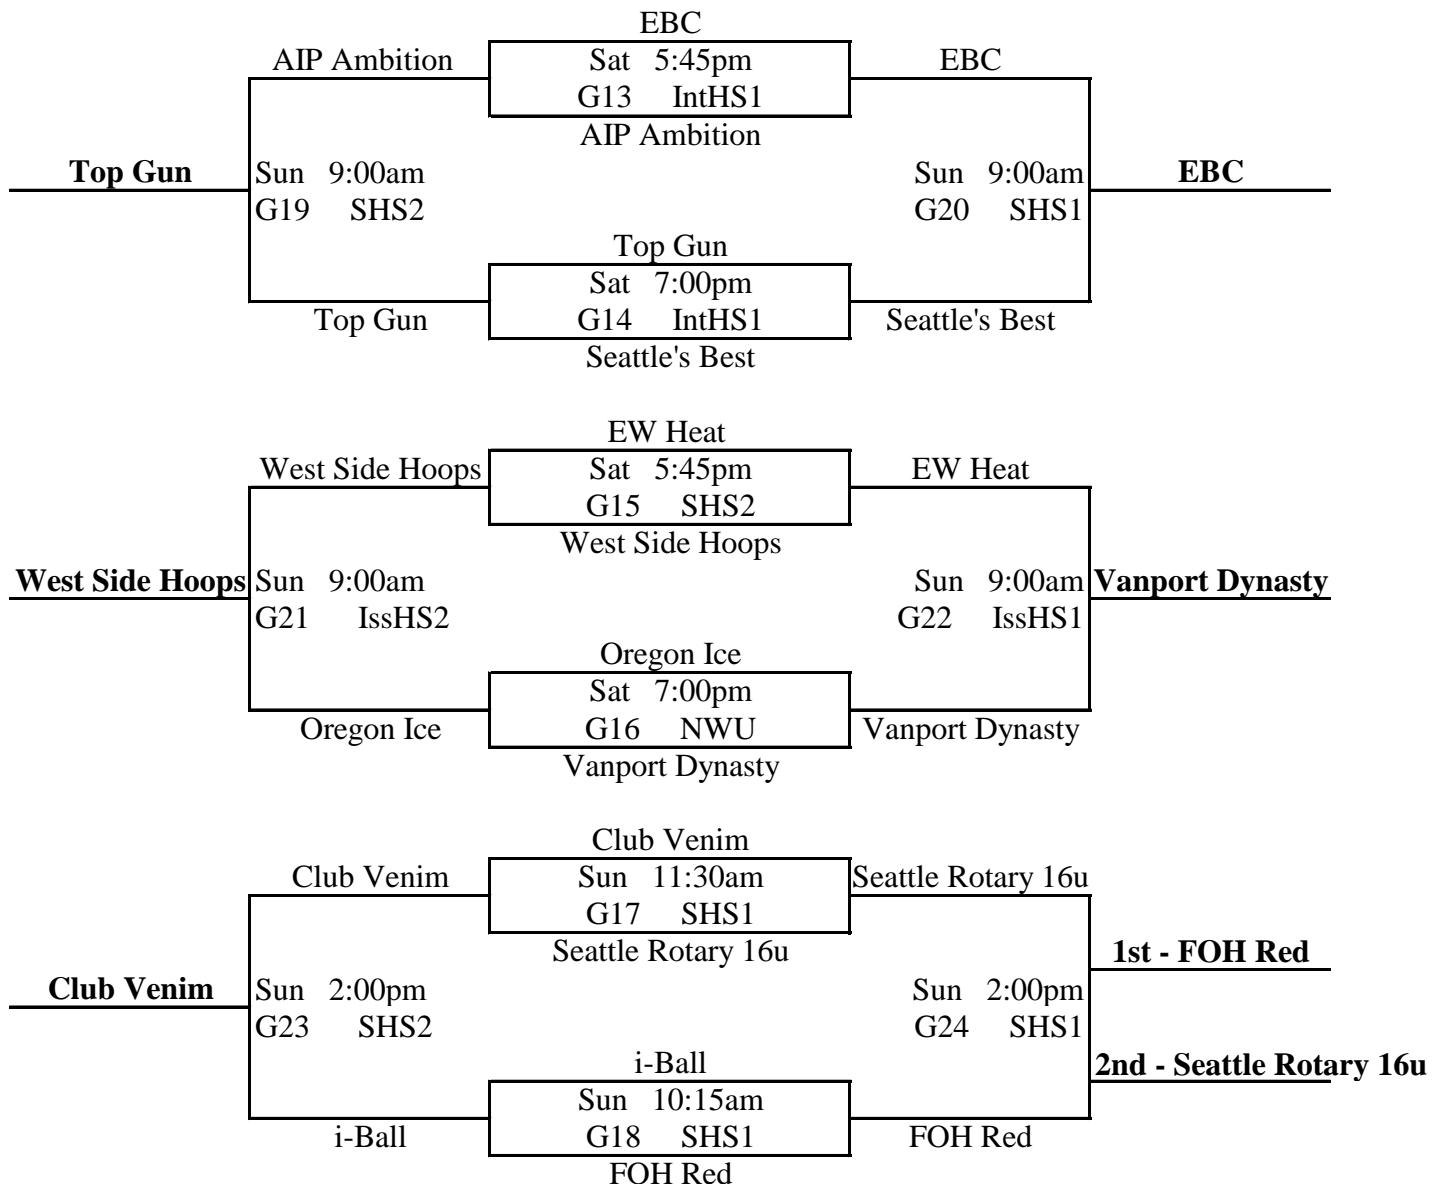 EBC
AIP Ambition Sat 5:45pm EBC
G13 IntHS1
AIP Ambition
Top Gun Sun 9:00am Sun 9:00am EBC
G19 SHS2 G20 SHS1
Top Gun
Sat 7:00pm
Top Gun G14 IntHS1 Seattle's Best
Seattle's Best
EW Heat
West Side Hoops Sat 5:45pm EW Heat
G15 SHS2
West Side Hoops
West Side Hoops Sun 9:00am Sun 9:00am Vanport Dynasty
G21 IssHS2 G22 IssHS1
Oregon Ice
Sat 7:00pm
Oregon Ice G16 NWU Vanport Dynasty
Vanport Dynasty
Club Venim
Club Venim Sun 11:30am Seattle Rotary 16u
G17 SHS1
Seattle Rotary 16u 1st - FOH Red
Club Venim Sun 2:00pm Sun 2:00pm
G23 SHS2 G24 SHS1
i-Ball 2nd - Seattle Rotary 16u
Sun 10:15am
i-Ball G18 SHS1 FOH Red
FOH Red